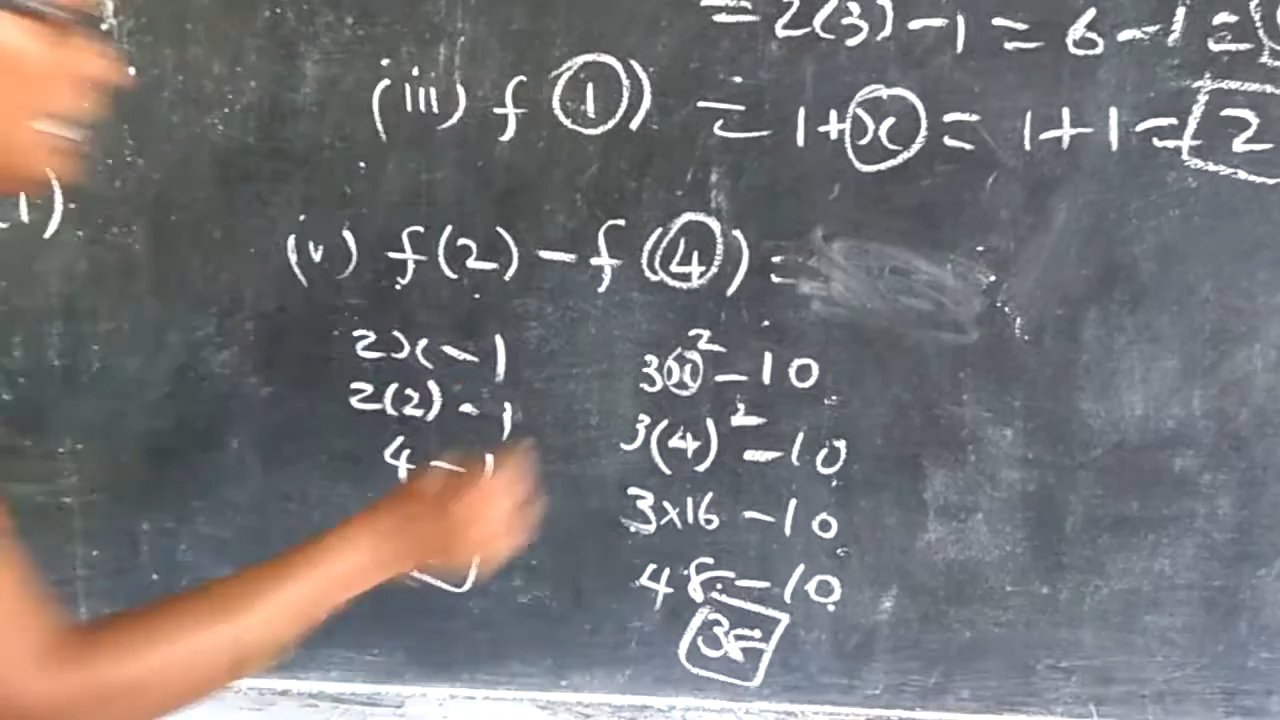 = 2(3) - 1 = 6 - 1 =
(iii) f(1) = 1+x = 1+1 = 2
1)
(v) f(2) - f(4) =
2x - 1
2(2) - 1
4 - 1
3x² - 10
3(4)² - 10
3×16 - 10
48 - 10
38